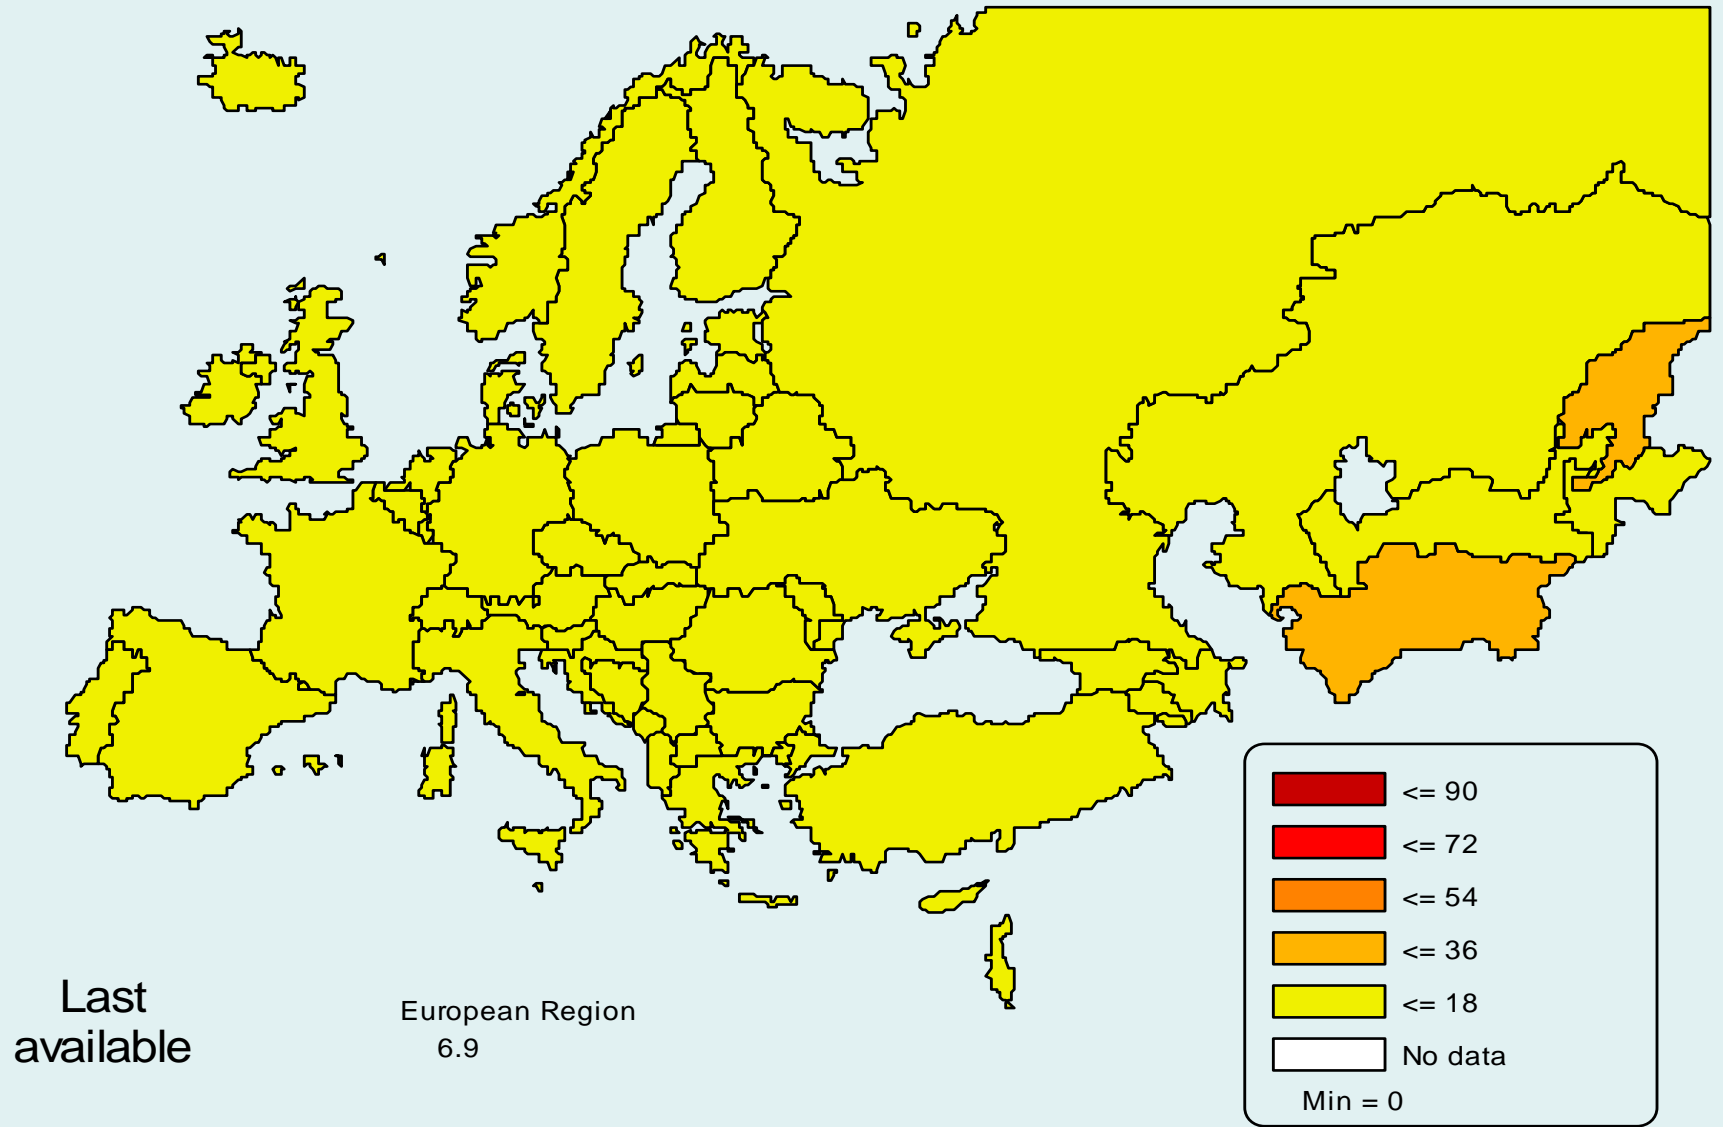 <= 90
<= 72
<= 54
<= 36
<= 18
No data
Min = 0
Last
available
European Region
6.9